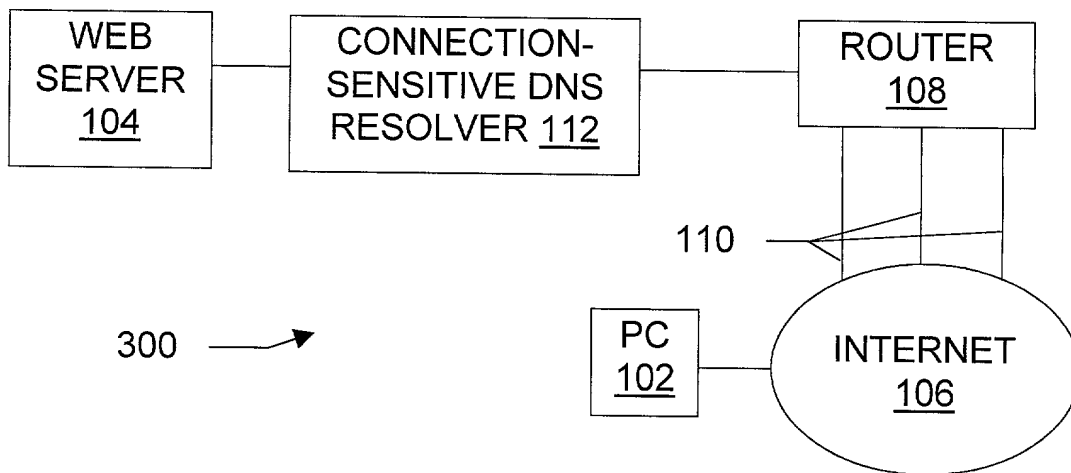 WEB
SERVER
104
CONNECTION-
SENSITIVE DNS
RESOLVER 112
ROUTER
108
110
300
PC
102
INTERNET
106